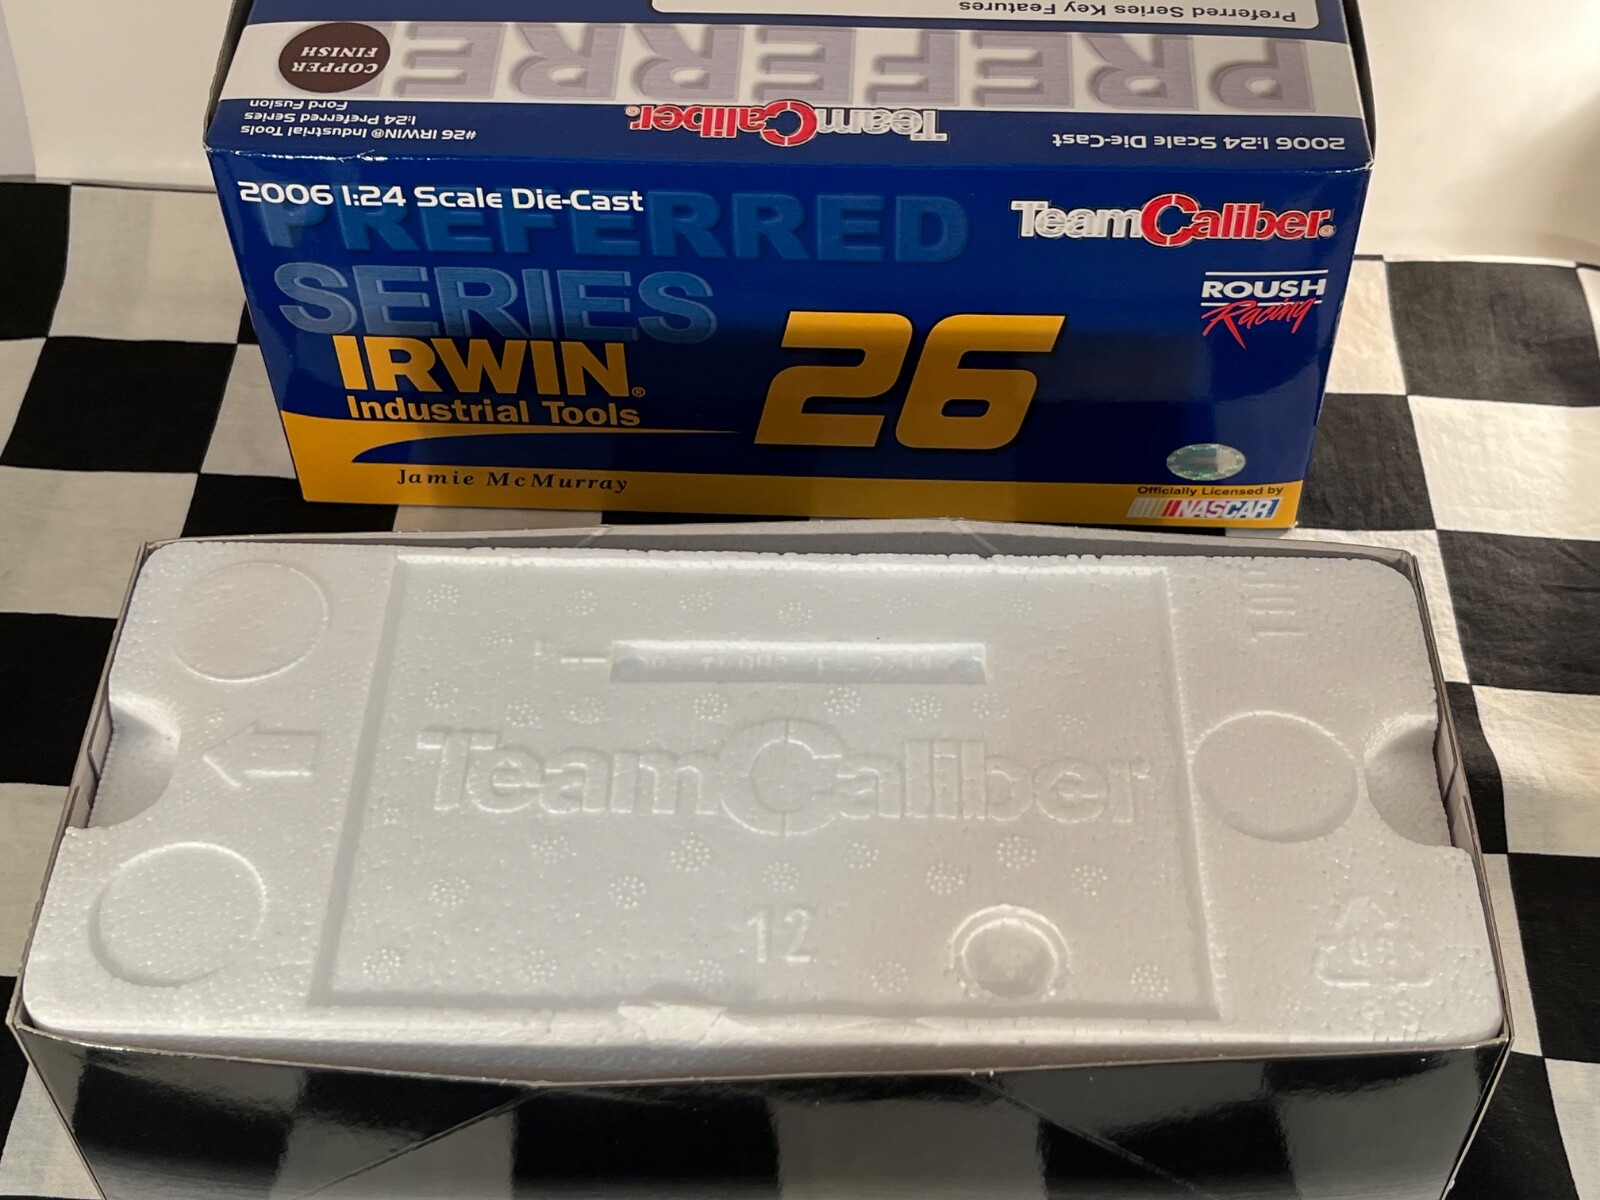 Preferred Series Key Features
PREFERRE
COPPER
FINISH
#26 IRWIN® Industrial Tools
1:24 Preferred Series
Ford Fusion
TeamCaliber®
2006 1:24 Scale Die-Cast
2006 1:24 Scale Die-Cast
PREFERRED
SERIES
TeamCaliber®
ROUSH
Racing
IRWIN®
Industrial Tools
26
Jamie McMurray
Officially Licensed by
NASCAR
TeamCaliber
12